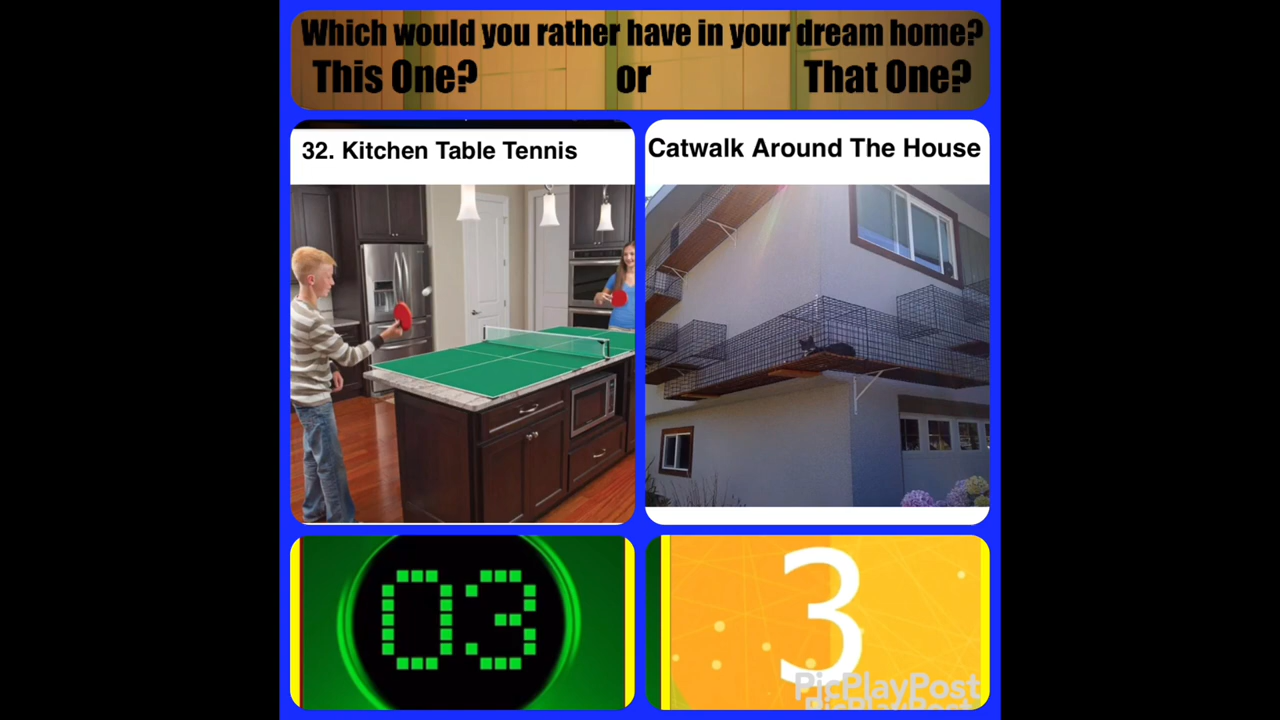 Which would you rather have in your dream home?
This One? or That One?
32. Kitchen Table Tennis
Catwalk Around The House
03
3
PicPlayPost
PicPlayPost